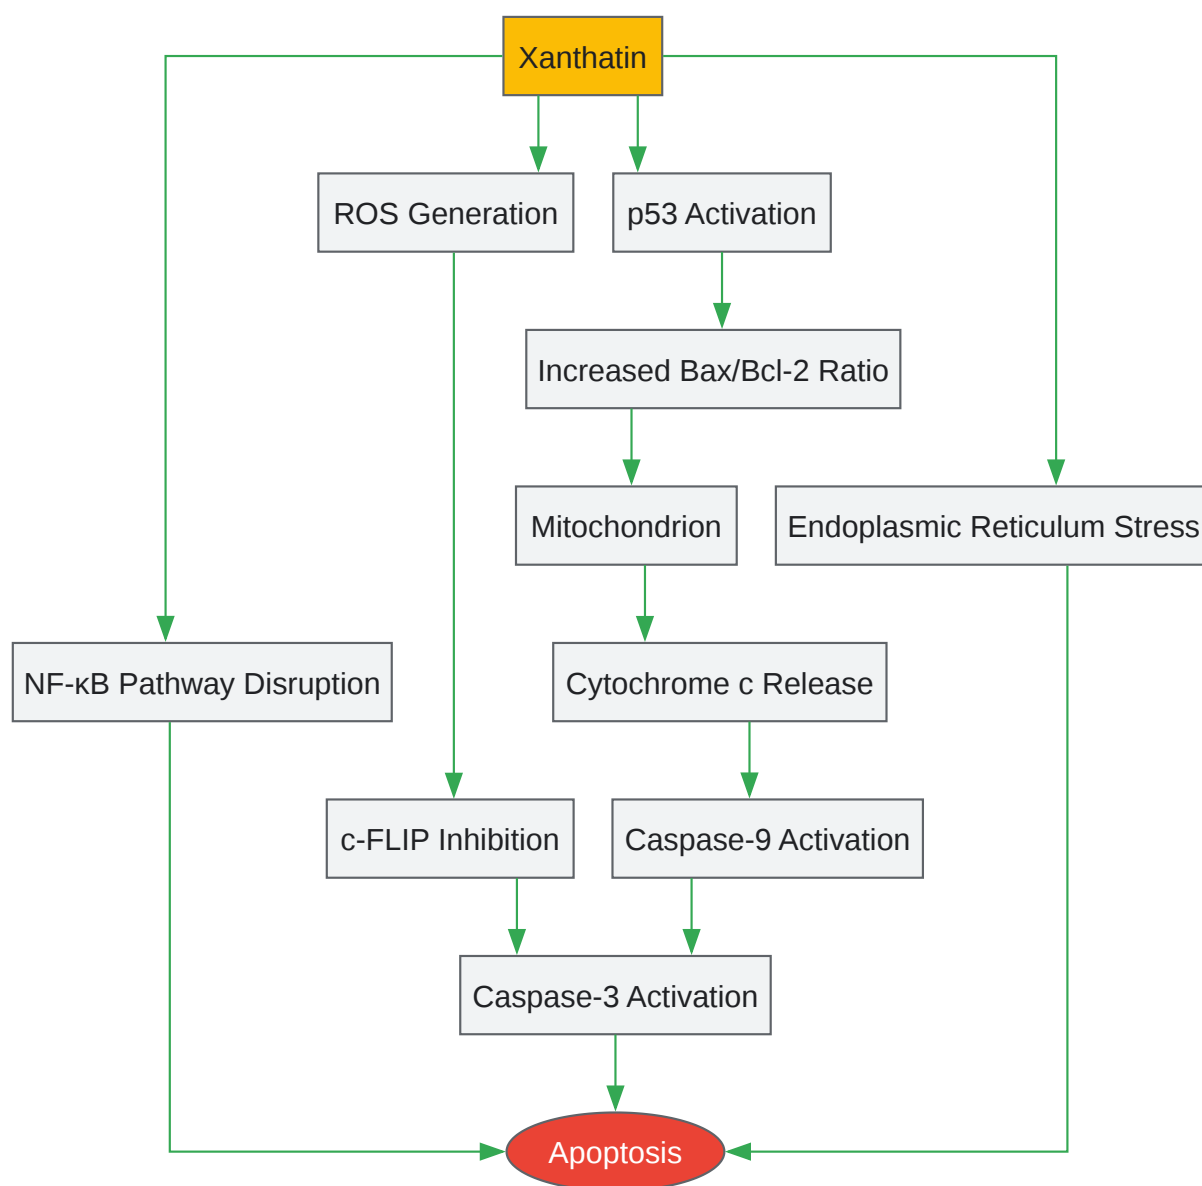 Xanthatin
ROS Generation
p53 Activation
Increased Bax/Bcl-2 Ratio
Mitochondrion
Endoplasmic Reticulum Stress
NF-κB Pathway Disruption
Cytochrome c Release
c-FLIP Inhibition
Caspase-9 Activation
Caspase-3 Activation
Apoptosis